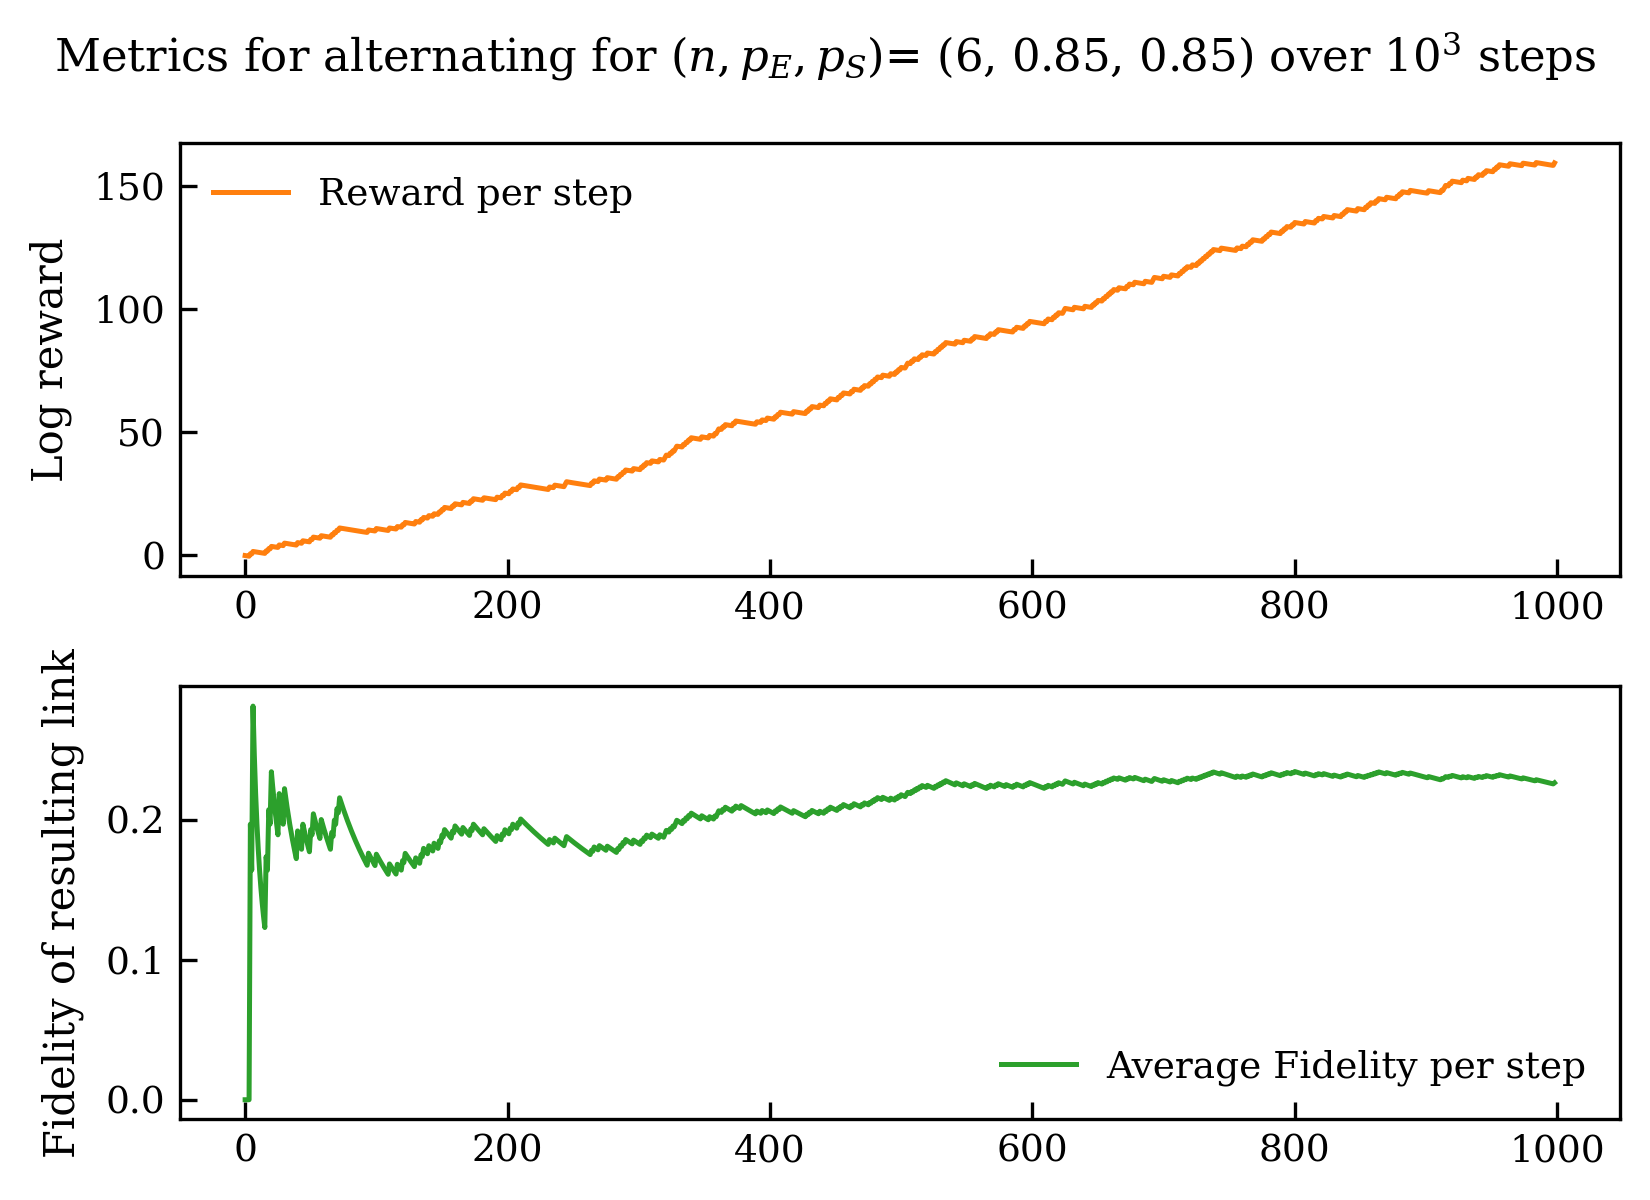 Metrics for alternating for (n, p_E, p_S)= (6, 0.85, 0.85) over 10³ steps
Log reward
150
100
50
0
Reward per step
0 200 400 600 800 1000
Fidelity of resulting link
0.2
0.1
0.0
Average Fidelity per step
0 200 400 600 800 1000